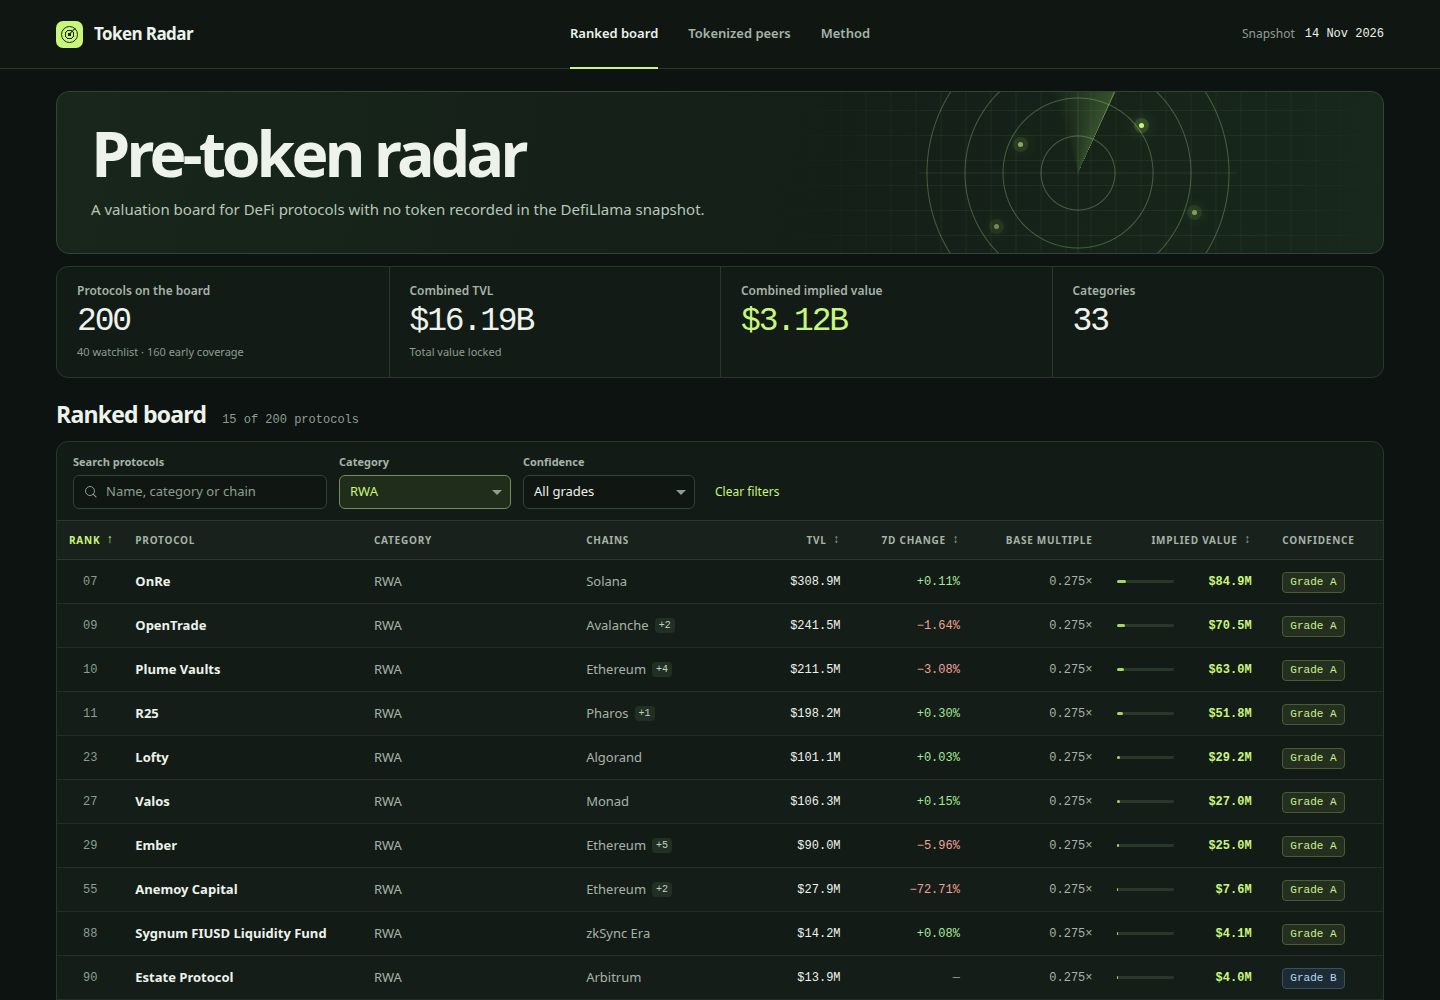 Token Radar
Ranked board Tokenized peers Method
Snapshot 14 Nov 2026
Pre-token radar
A valuation board for DeFi protocols with no token recorded in the DefiLlama snapshot.
Protocols on the board
200
40 watchlist · 160 early coverage
Combined TVL
$16.19B
Total value locked
Combined implied value
$3.12B
Categories
33
Ranked board 15 of 200 protocols
Search protocols Category Confidence
Name, category or chain RWA All grades Clear filters
RANK ↑ PROTOCOL CATEGORY CHAINS TVL ↕ 7D CHANGE ↕ BASE MULTIPLE IMPLIED VALUE ↕ CONFIDENCE
07 OnRe RWA Solana $308.9M +0.11% 0.275× $84.9M Grade A
09 OpenTrade RWA Avalanche +2 $241.5M −1.64% 0.275× $70.5M Grade A
10 Plume Vaults RWA Ethereum +4 $211.5M −3.08% 0.275× $63.0M Grade A
11 R25 RWA Pharos +1 $198.2M +0.30% 0.275× $51.8M Grade A
23 Lofty RWA Algorand $101.1M +0.03% 0.275× $29.2M Grade A
27 Valos RWA Monad $106.3M +0.15% 0.275× $27.0M Grade A
29 Ember RWA Ethereum +5 $90.0M −5.96% 0.275× $25.0M Grade A
55 Anemoy Capital RWA Ethereum +2 $27.9M −72.71% 0.275× $7.6M Grade A
88 Sygnum FIUSD Liquidity Fund RWA zkSync Era $14.2M +0.08% 0.275× $4.1M Grade A
90 Estate Protocol RWA Arbitrum $13.9M — 0.275× $4.0M Grade B